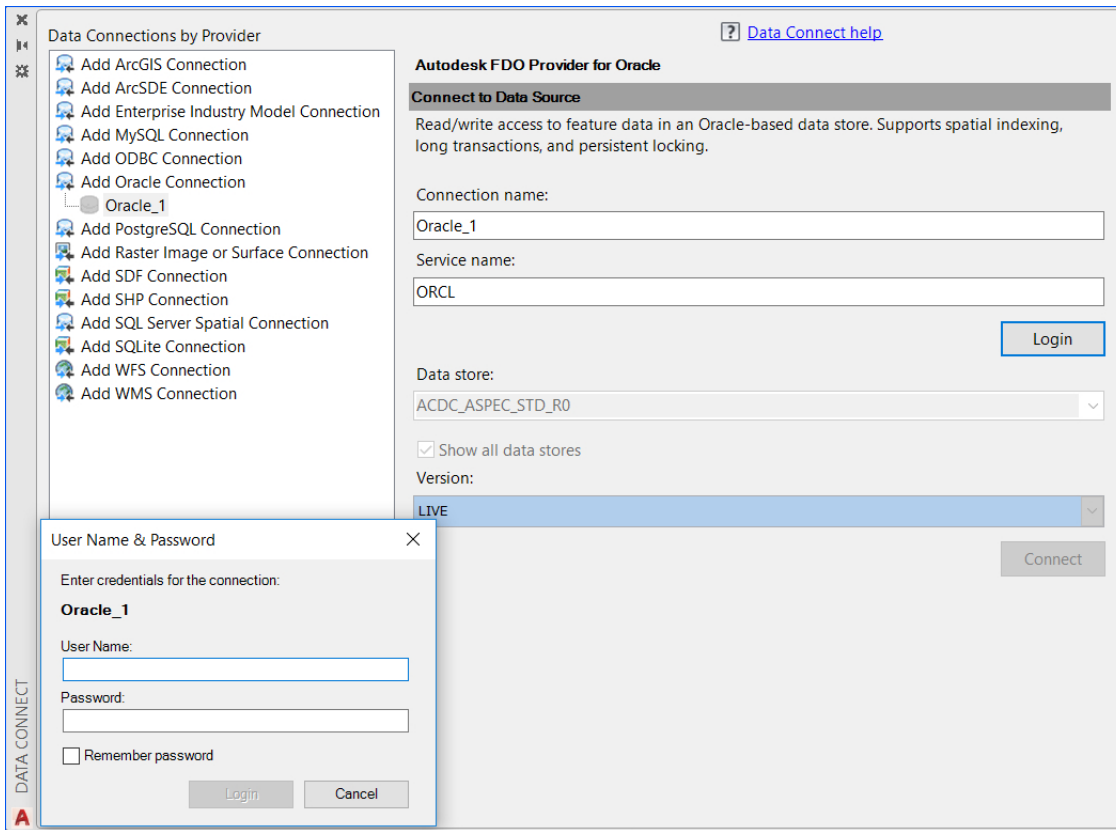 Data Connections by Provider
Add ArcGIS Connection
Add ArcSDE Connection
Add Enterprise Industry Model Connection
Add MySQL Connection
Add ODBC Connection
Add Oracle Connection
Oracle_1
Add PostgreSQL Connection
Add Raster Image or Surface Connection
Add SDF Connection
Add SHP Connection
Add SQL Server Spatial Connection
Add SQLite Connection
Add WFS Connection
Add WMS Connection
? Data Connect help
Autodesk FDO Provider for Oracle
Connect to Data Source
Read/write access to feature data in an Oracle-based data store. Supports spatial indexing,
long transactions, and persistent locking.
Connection name:
Oracle_1
Service name:
ORCL
Login
Data store:
ACDC_ASPEC_STD_R0
Show all data stores
Version:
LIVE
Connect
User Name & Password
Enter credentials for the connection:
Oracle_1
User Name:
Password:
Remember password
Login
Cancel
DATA CONNECT
A